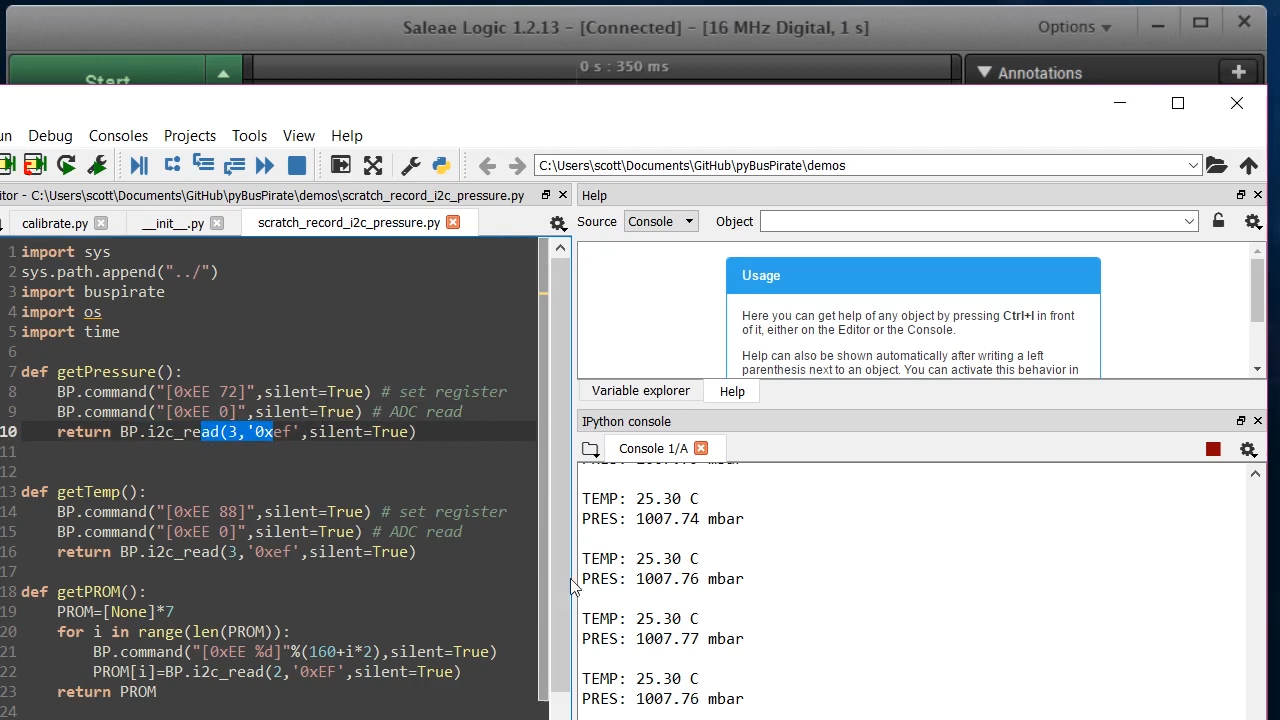 Saleae Logic 1.2.13 – [Connected] – [16 MHz Digital, 1 s]
Options
Start
0 s : 350 ms
Annotations
un Debug Consoles Projects Tools View Help
C:\Users\scott\Documents\GitHub\pyBusPirate\demos
itor - C:\Users\scott\Documents\GitHub\pyBusPirate\demos\scratch_record_i2c_pressure.py
calibrate.py
__init__.py
scratch_record_i2c_pressure.py
1 import sys
2 sys.path.append("../")
3 import buspirate
4 import os
5 import time
6
7 def getPressure():
8 BP.command("[0xEE 72]",silent=True) # set register
9 BP.command("[0xEE 0]",silent=True) # ADC read
10 return BP.i2c_read(3,'0xef',silent=True)
11
12
13 def getTemp():
14 BP.command("[0xEE 88]",silent=True) # set register
15 BP.command("[0xEE 0]",silent=True) # ADC read
16 return BP.i2c_read(3,'0xef',silent=True)
17
18 def getPROM():
19 PROM=[None]*7
20 for i in range(len(PROM)):
21 BP.command("[0xEE %d]"%(160+i*2),silent=True)
22 PROM[i]=BP.i2c_read(2,'0xEF',silent=True)
23 return PROM
24
Help
Source Console Object
Usage
Here you can get help of any object by pressing Ctrl+I in front
of it, either on the Editor or the Console.
Help can also be shown automatically after writing a left
parenthesis next to an object. You can activate this behavior in
Variable explorer Help
IPython console
Console 1/A
TEMP: 25.30 C
PRES: 1007.74 mbar
TEMP: 25.30 C
PRES: 1007.76 mbar
TEMP: 25.30 C
PRES: 1007.77 mbar
TEMP: 25.30 C
PRES: 1007.76 mbar